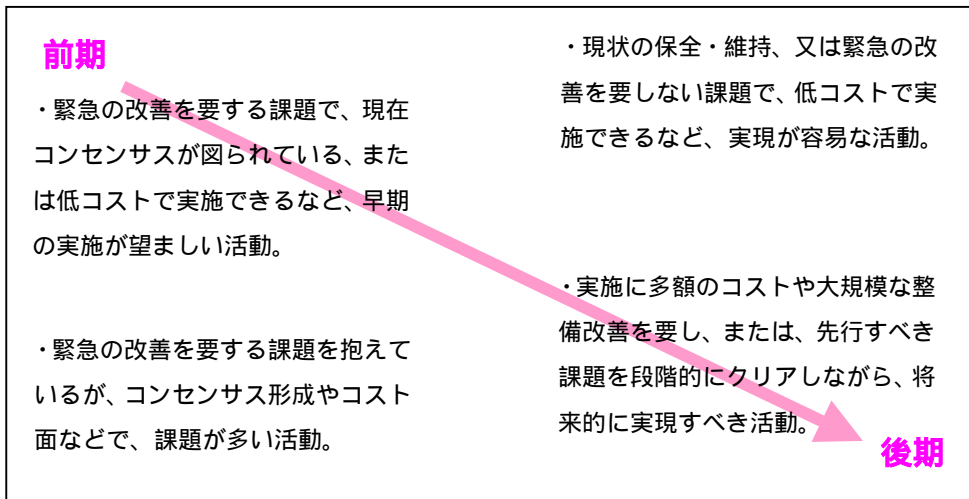 前期
・緊急の改善を要する課題で、現在
コンセンサスが図られている、また
は低コストで実施できるなど、早期
の実施が望ましい活動。
・緊急の改善を要する課題を抱えて
いるが、コンセンサス形成やコスト
面などで、課題が多い活動。
・現状の保全・維持、又は緊急の改
善を要しない課題で、低コストで実
施できるなど、実現が容易な活動。
・実施に多額のコストや大規模な整
備改善を要し、または、先行すべき
課題を段階的にクリアしながら、将
来的に実現すべき活動。
後期